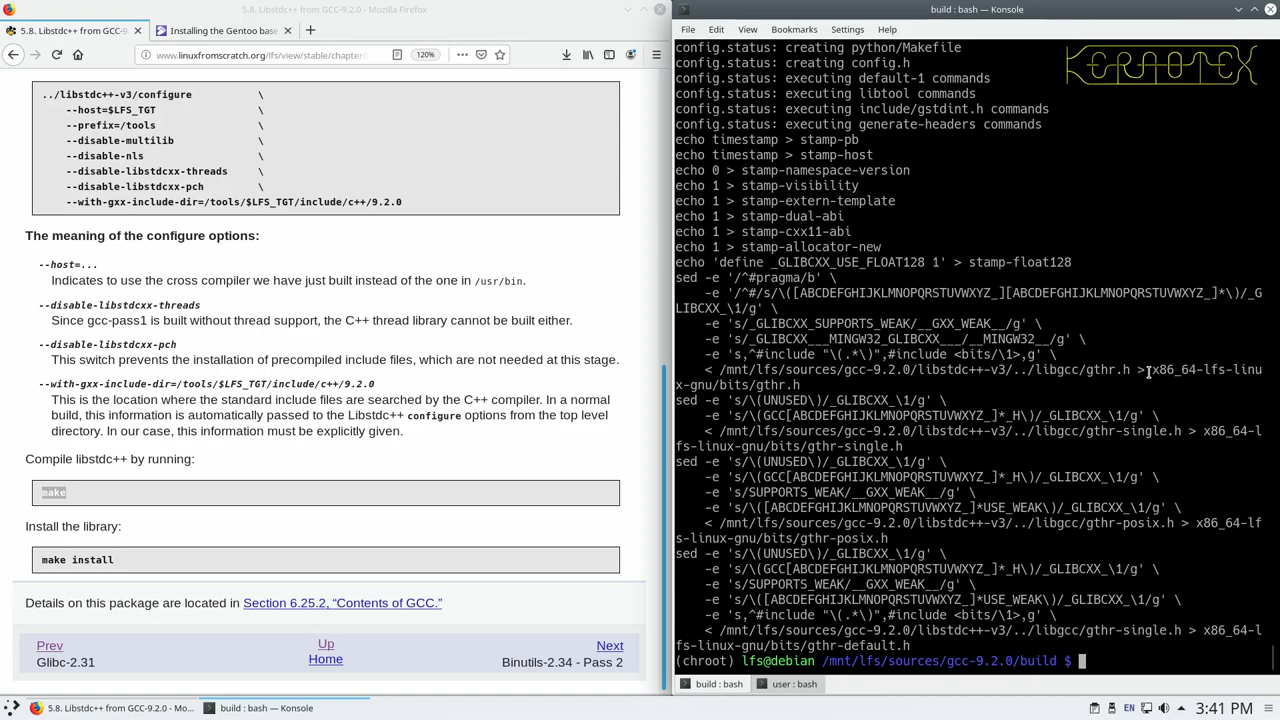 5.8. Libstdc++ from GCC-9.2.0 - Mozilla Firefox
5.8. Libstdc++ from GCC-9
Installing the Gentoo base
www.linuxfromscratch.org/lfs/view/stable/chapter0
120%
../libstdc++-v3/configure \
--host=$LFS_TGT \
--prefix=/tools \
--disable-multilib \
--disable-nls \
--disable-libstdcxx-threads \
--disable-libstdcxx-pch \
--with-gxx-include-dir=/tools/$LFS_TGT/include/c++/9.2.0
The meaning of the configure options:
--host=...
Indicates to use the cross compiler we have just built instead of the one in /usr/bin.
--disable-libstdcxx-threads
Since gcc-pass1 is built without thread support, the C++ thread library cannot be built either.
--disable-libstdcxx-pch
This switch prevents the installation of precompiled include files, which are not needed at this stage.
--with-gxx-include-dir=/tools/$LFS_TGT/include/c++/9.2.0
This is the location where the standard include files are searched by the C++ compiler. In a normal
build, this information is automatically passed to the Libstdc++ configure options from the top level
directory. In our case, this information must be explicitly given.
Compile libstdc++ by running:
make
Install the library:
make install
Details on this package are located in Section 6.25.2, “Contents of GCC.”
Prev
Up
Next
Glibc-2.31
Home
Binutils-2.34 - Pass 2
build : bash — Konsole
File Edit View Bookmarks Settings Help
config.status: creating python/Makefile
config.status: creating config.h
config.status: executing default-1 commands
config.status: executing libtool commands
config.status: executing include/gstdint.h commands
config.status: executing generate-headers commands
echo timestamp > stamp-pb
echo timestamp > stamp-host
echo 0 > stamp-namespace-version
echo 1 > stamp-visibility
echo 1 > stamp-extern-template
echo 1 > stamp-dual-abi
echo 1 > stamp-cxx11-abi
echo 1 > stamp-allocator-new
echo 'define _GLIBCXX_USE_FLOAT128 1' > stamp-float128
sed -e '/^#pragma/b' \
-e '/^#/s/\([ABCDEFGHIJKLMNOPQRSTUVWXYZ_][ABCDEFGHIJKLMNOPQRSTUVWXYZ_]*\)/_G
LIBCXX_\1/g' \
-e 's/_GLIBCXX_SUPPORTS_WEAK/__GXX_WEAK__/g' \
-e 's/_GLIBCXX___MINGW32_GLIBCXX___/__MINGW32__/g' \
-e 's,^#include "\(.*\)",#include <bits/\1>,g' \
< /mnt/lfs/sources/gcc-9.2.0/libstdc++-v3/../libgcc/gthr.h > x86_64-lfs-linu
x-gnu/bits/gthr.h
sed -e 's/\(UNUSED\)/_GLIBCXX_\1/g' \
-e 's/\(GCC[ABCDEFGHIJKLMNOPQRSTUVWXYZ_]*_H\)/_GLIBCXX_\1/g' \
< /mnt/lfs/sources/gcc-9.2.0/libstdc++-v3/../libgcc/gthr-single.h > x86_64-l
fs-linux-gnu/bits/gthr-single.h
sed -e 's/\(UNUSED\)/_GLIBCXX_\1/g' \
-e 's/\(GCC[ABCDEFGHIJKLMNOPQRSTUVWXYZ_]*_H\)/_GLIBCXX_\1/g' \
-e 's/SUPPORTS_WEAK/__GXX_WEAK__/g' \
-e 's/\([ABCDEFGHIJKLMNOPQRSTUVWXYZ_]*USE_WEAK\)/_GLIBCXX_\1/g' \
< /mnt/lfs/sources/gcc-9.2.0/libstdc++-v3/../libgcc/gthr-posix.h > x86_64-lf
s-linux-gnu/bits/gthr-posix.h
sed -e 's/\(UNUSED\)/_GLIBCXX_\1/g' \
-e 's/\(GCC[ABCDEFGHIJKLMNOPQRSTUVWXYZ_]*_H\)/_GLIBCXX_\1/g' \
-e 's/SUPPORTS_WEAK/__GXX_WEAK__/g' \
-e 's/\([ABCDEFGHIJKLMNOPQRSTUVWXYZ_]*USE_WEAK\)/_GLIBCXX_\1/g' \
-e 's,^#include "\(.*\)",#include <bits/\1>,g' \
< /mnt/lfs/sources/gcc-9.2.0/libstdc++-v3/../libgcc/gthr-single.h > x86_64-l
fs-linux-gnu/bits/gthr-default.h
(chroot) lfs@debian /mnt/lfs/sources/gcc-9.2.0/build $
build : bash
user : bash
5.8. Libstdc++ from GCC-9.2.0 - Mo...
build : bash — Konsole
EN
3:41 PM